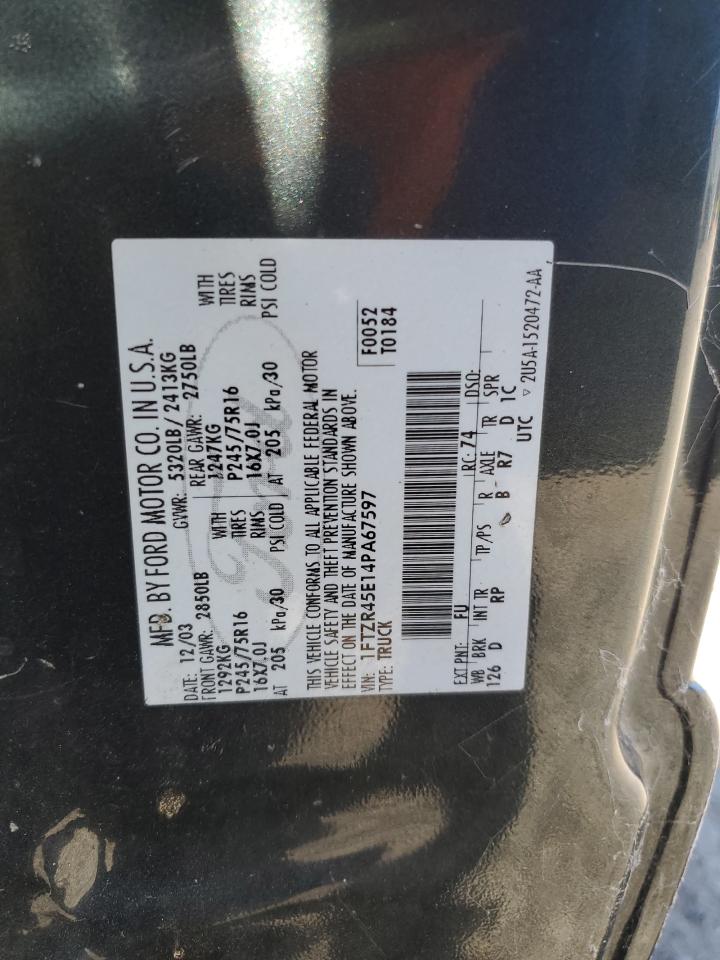 MFD. BY FORD MOTOR CO. IN U.S.A.
DATE: 12/03 GVWR: 5320LB/2413KG
FRONT GAWR: 2850LB REAR GAWR: 2750LB
1292KG WITH 1247KG WITH
P245/75R16 TIRES P245/75R16 TIRES
16X7.0J RIMS 16X7.0J RIMS
AT 205 kPa/30 PSI COLD AT 205 kPa/30 PSI COLD
THIS VEHICLE CONFORMS TO ALL APPLICABLE FEDERAL MOTOR
VEHICLE SAFETY AND THEFT PREVENTION STANDARDS IN
EFFECT ON THE DATE OF MANUFACTURE SHOWN ABOVE.
VIN: 1FTZR45E14PA67597 F0052
TYPE: TRUCK T0184
EXT PNT: FU RC: 74 DSO:
WB BRK INT TR TP/PS R AXLE TR SPR
126 D RP B R7 D 1C
UTC ▽ 2U5A-1520472-AA
Ford